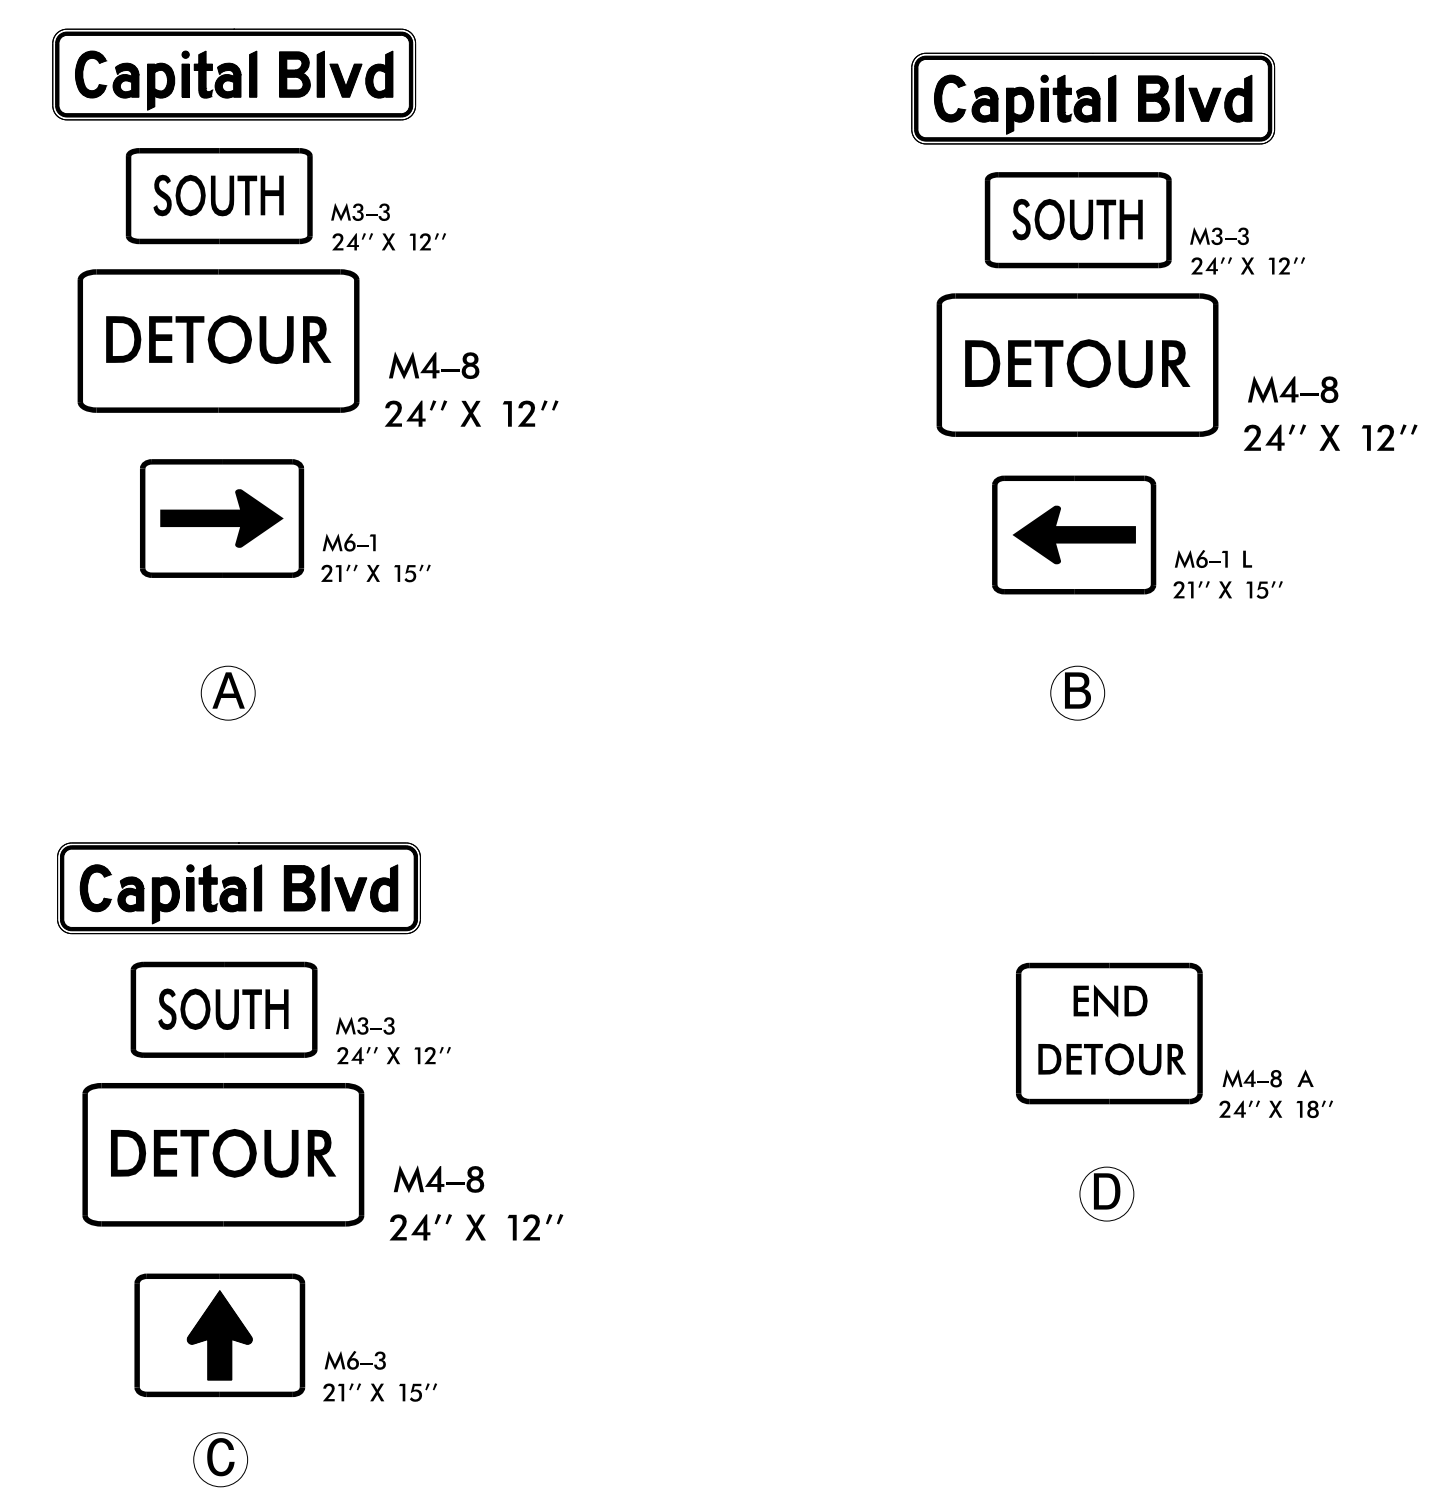 Capital Blvd
SOUTH
M3–3
24′′ X 12′′
DETOUR
M4–8
24′′ X 12′′
M6–1
21′′ X 15′′
A
Capital Blvd
SOUTH
M3–3
24′′ X 12′′
DETOUR
M4–8
24′′ X 12′′
M6–1 L
21′′ X 15′′
B
Capital Blvd
SOUTH
M3–3
24′′ X 12′′
DETOUR
M4–8
24′′ X 12′′
M6–3
21′′ X 15′′
C
END
DETOUR
M4–8 A
24′′ X 18′′
D